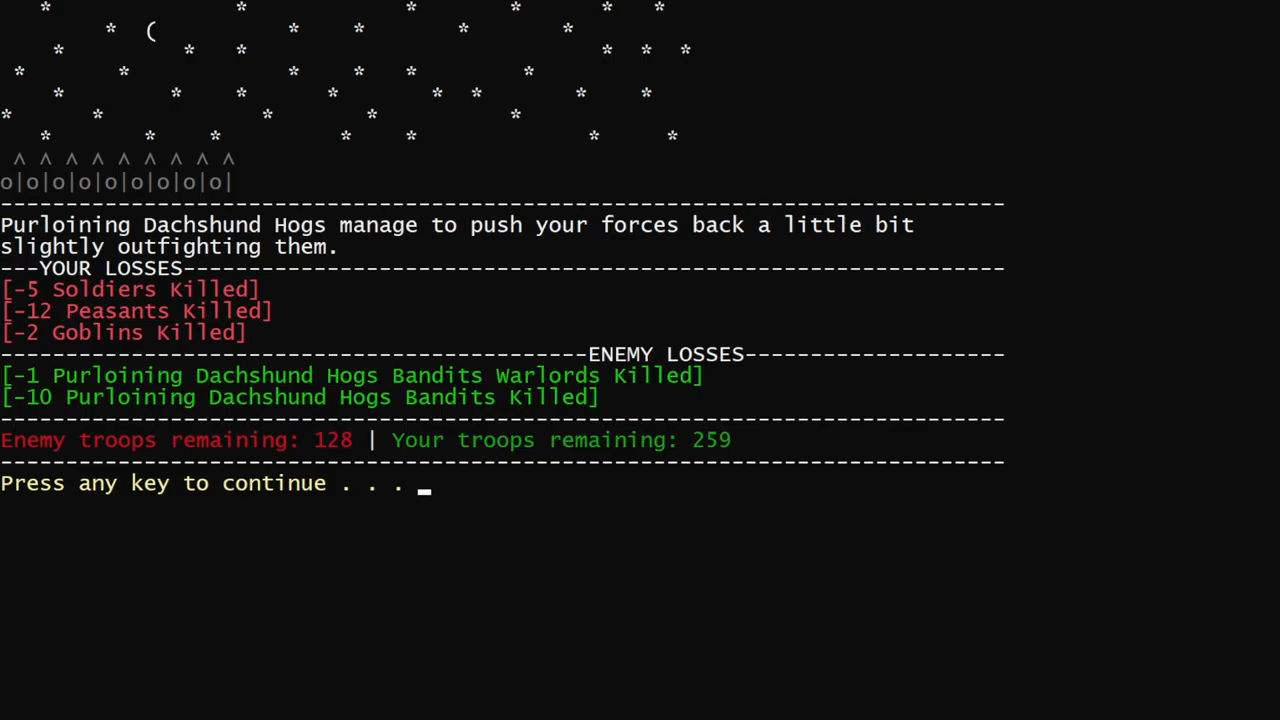 Purloining Dachshund Hogs manage to push your forces back a little bit
slightly outfighting them.
---YOUR LOSSES---------------------------------------------------------------
[-5 Soldiers Killed]
[-12 Peasants Killed]
[-2 Goblins Killed]
---------------------------------------------ENEMY LOSSES--------------------
[-1 Purloining Dachshund Hogs Bandits Warlords Killed]
[-10 Purloining Dachshund Hogs Bandits Killed]
Enemy troops remaining: 128 | Your troops remaining: 259
Press any key to continue . . .